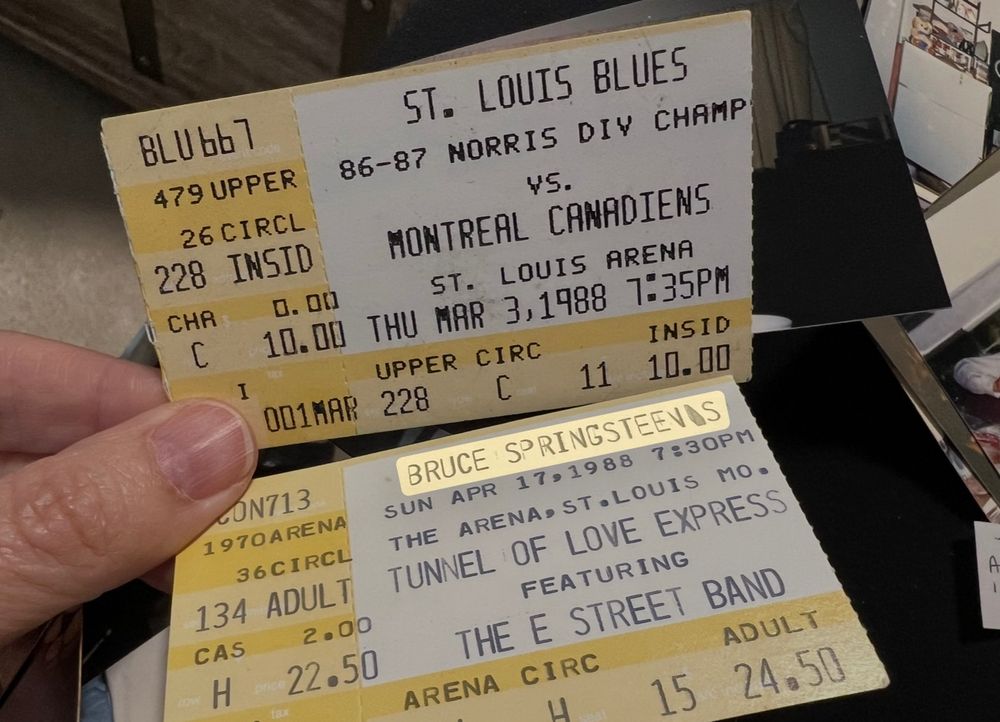 BLU667
479 UPPER
26 CIRCL
228 INSID
CHA 0.00
C 10.00
I
001MAR
ST. LOUIS BLUES
86-87 NORRIS DIV CHAMP
VS.
MONTREAL CANADIENS
ST. LOUIS ARENA
THU MAR 3,1988 7:35PM
UPPER CIRC INSID
228 C 11 10.00
CON713
1970ARENA
36CIRCL
134 ADULT
CAS 2.00
H 22.50
BRUCE
SUN APR 17,1988 7:30PM
THE ARENA,ST.LOUIS MO.
TUNNEL OF LOVE EXPRESS
FEATURING
THE E STREET BAND
ARENA CIRC ADULT
H 15 24.50